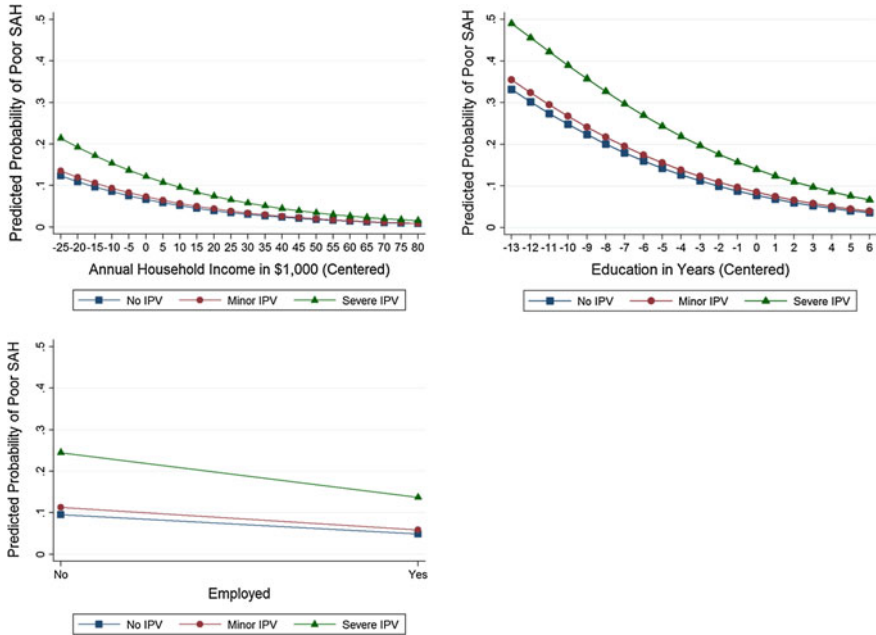 Predicted Probability of Poor SAH
.5
.4
.3
.2
.1
0
-25 -20 -15 -10 -5 0 5 10 15 20 25 30 35 40 45 50 55 60 65 70 75 80
Annual Household Income in $1,000 (Centered)
No IPV Minor IPV Severe IPV
Predicted Probability of Poor SAH
.5
.4
.3
.2
.1
0
-13 -12 -11 -10 -9 -8 -7 -6 -5 -4 -3 -2 -1 0 1 2 3 4 5 6
Education in Years (Centered)
No IPV Minor IPV Severe IPV
Predicted Probability of Poor SAH
.5
.4
.3
.2
.1
0
No Yes
Employed
No IPV Minor IPV Severe IPV